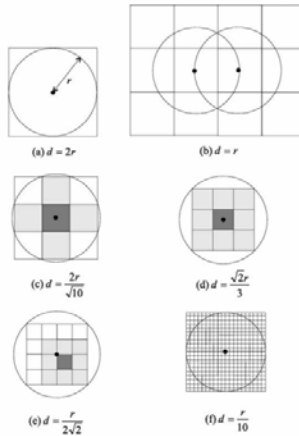 r
(a) d = 2r
(b) d = r
(c) d = 2r/√10
(d) d = √2r/3
(e) d = r/2√2
(f) d = r/10